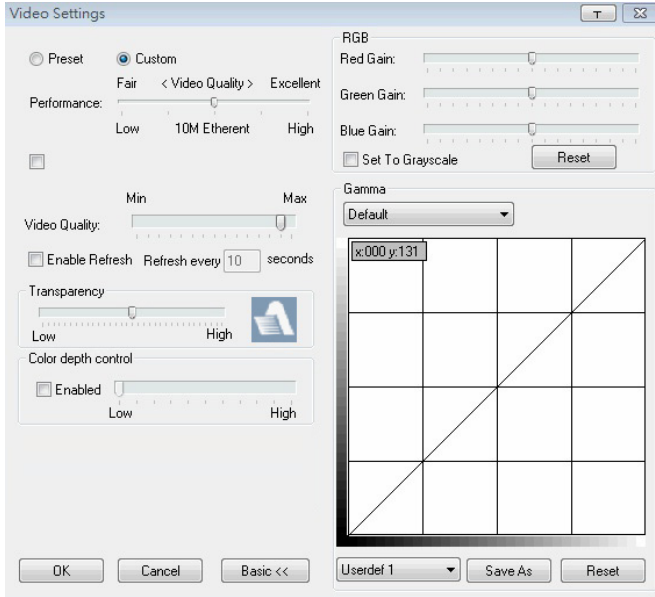 Video Settings
T
Preset
Custom
Fair < Video Quality > Excellent
Performance:
Low 10M Etherent High
Min Max
Video Quality:
Enable Refresh Refresh every 10 seconds
Transparency
Low High
Color depth control
Enabled
Low High
OK
Cancel
Basic <<
RGB
Red Gain:
Green Gain:
Blue Gain:
Set To Grayscale
Reset
Gamma
Default
x:000 y:131
Userdef 1
Save As
Reset